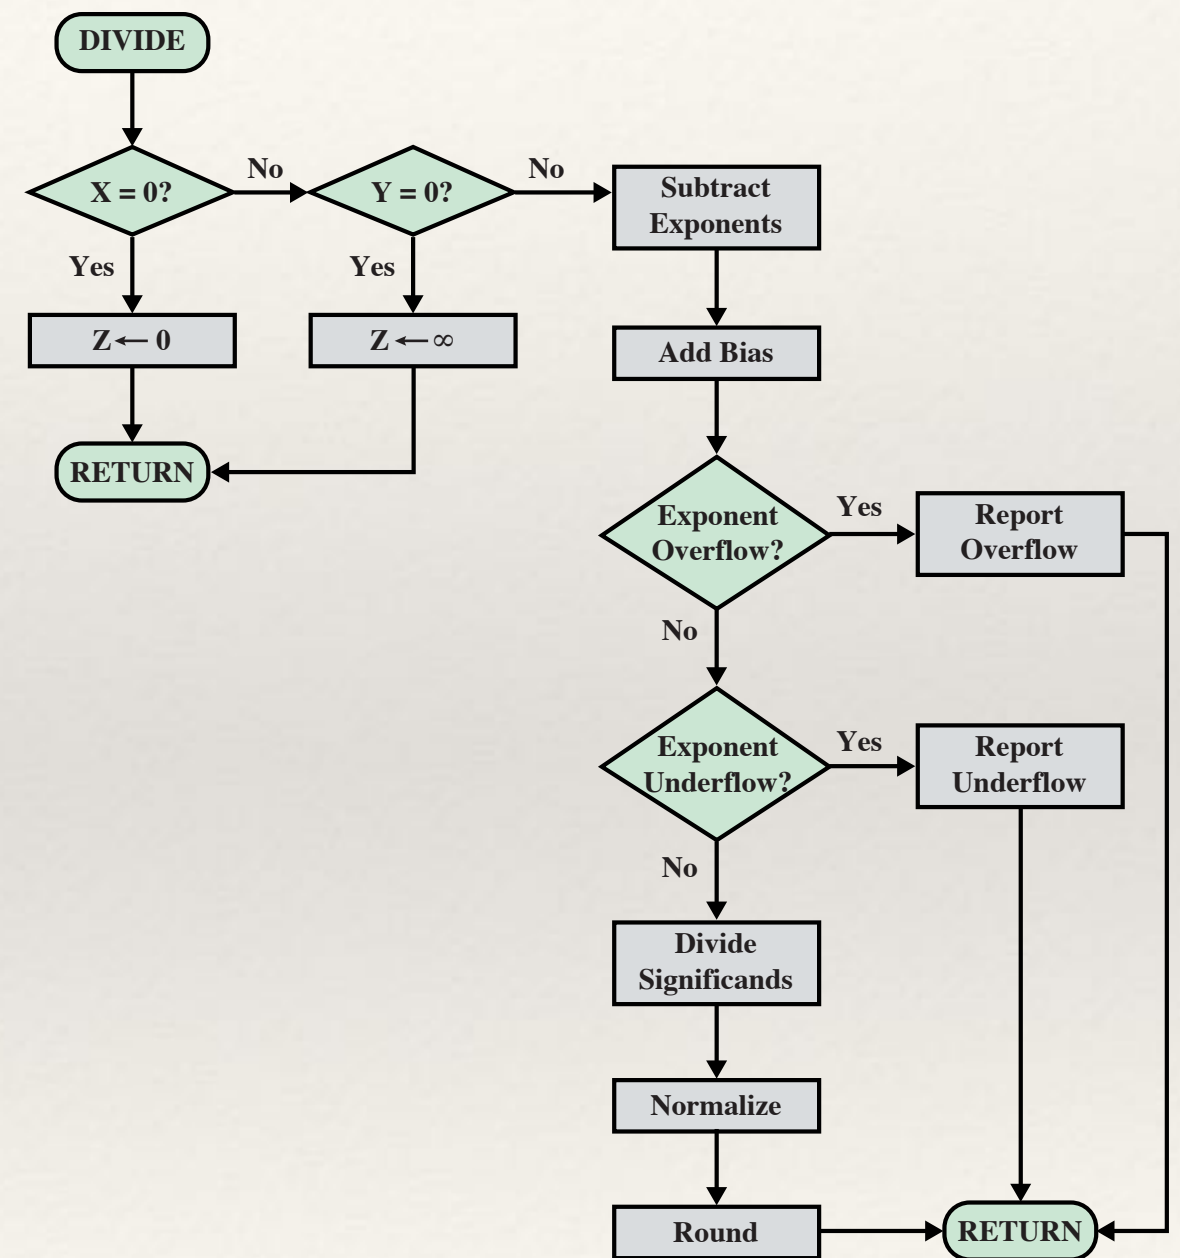 DIVIDE
X = 0?
No
Y = 0?
No
Subtract
Exponents
Yes
Yes
Z ← 0
Z ← ∞
Add Bias
RETURN
Exponent
Overflow?
Yes
Report
Overflow
No
Exponent
Underflow?
Yes
Report
Underflow
No
Divide
Significands
Normalize
Round
RETURN